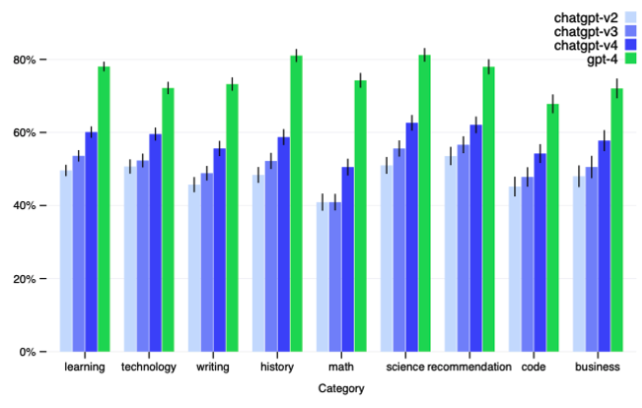 chatgpt-v2
chatgpt-v3
chatgpt-v4
gpt-4
80%
60%
40%
20%
0%
learning technology writing history math science recommendation code business
Category